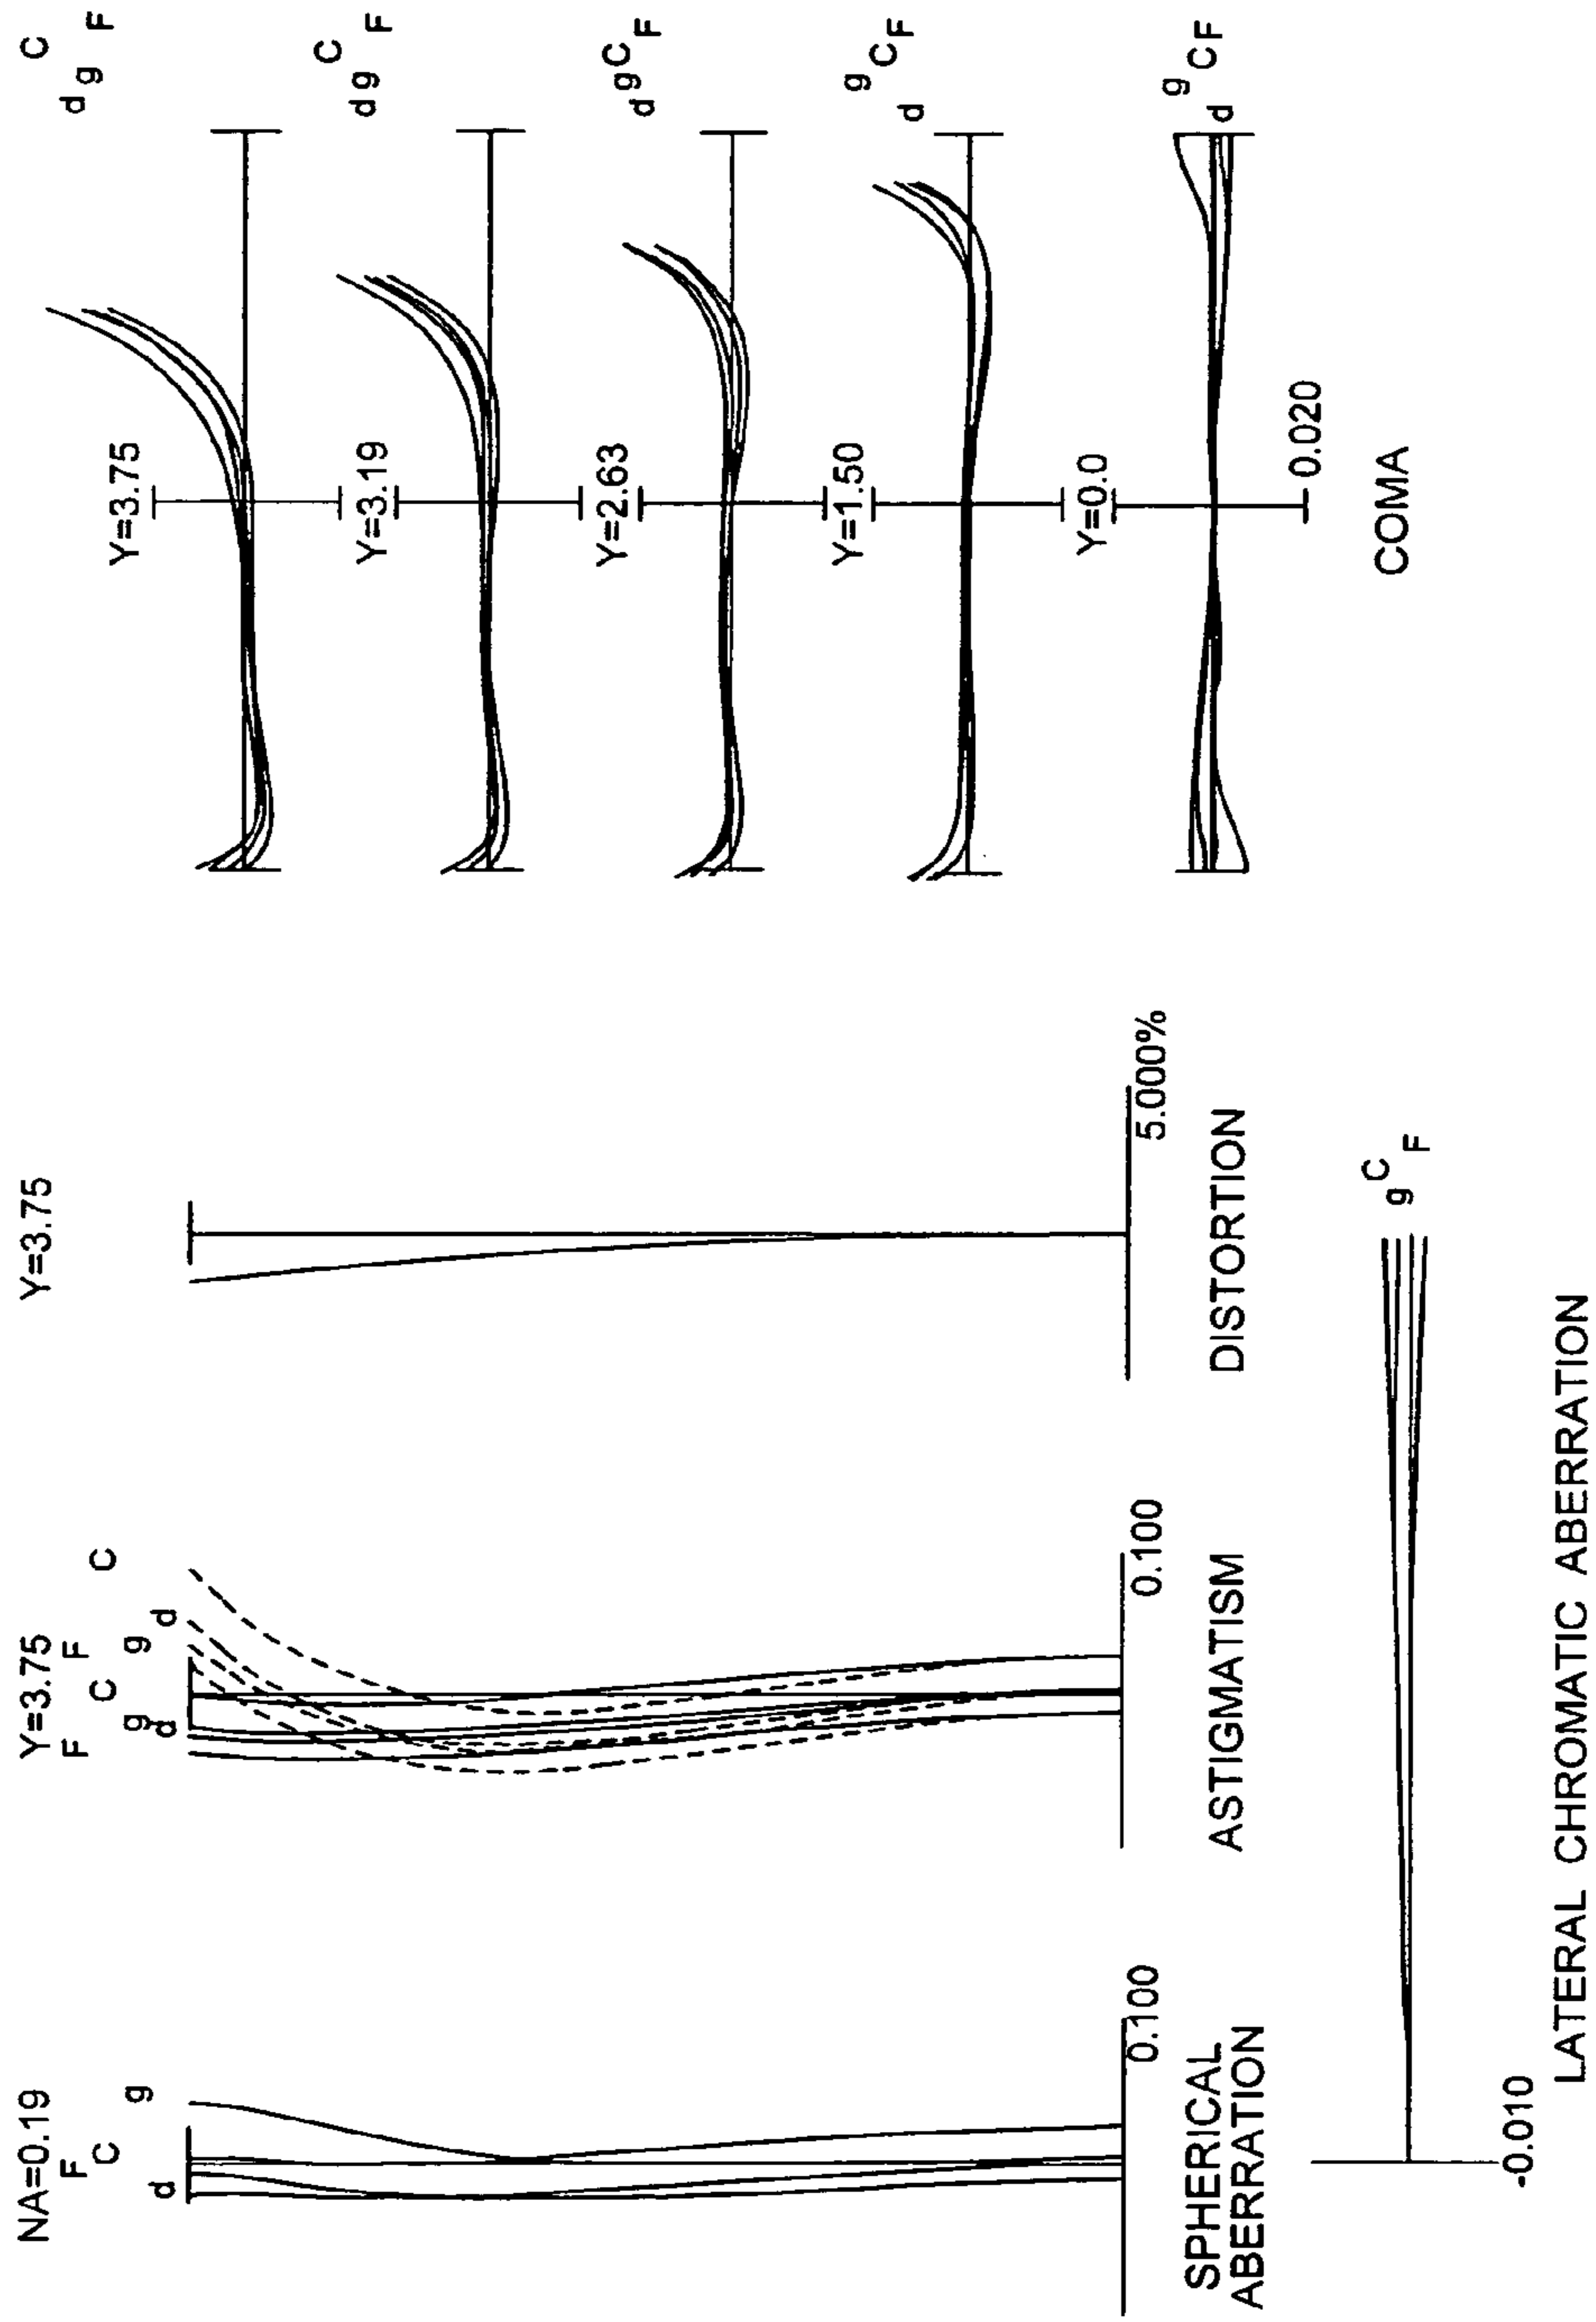 NA=0.19
F
C
d
g
0.100
SPHERICAL
ABERRATION
Y=3.75
F
C
F
g
d
g
d
C
0.100
ASTIGMATISM
Y=3.75
5.000%
DISTORTION
Y=3.75
d
g
C
F
Y=3.19
d
g
C
F
Y=2.63
d
g
C
F
Y=1.50
d
g
C
F
Y=0.0
d
g
C
F
0.020
COMA
g
C
F
-0.010
LATERAL CHROMATIC ABERRATION